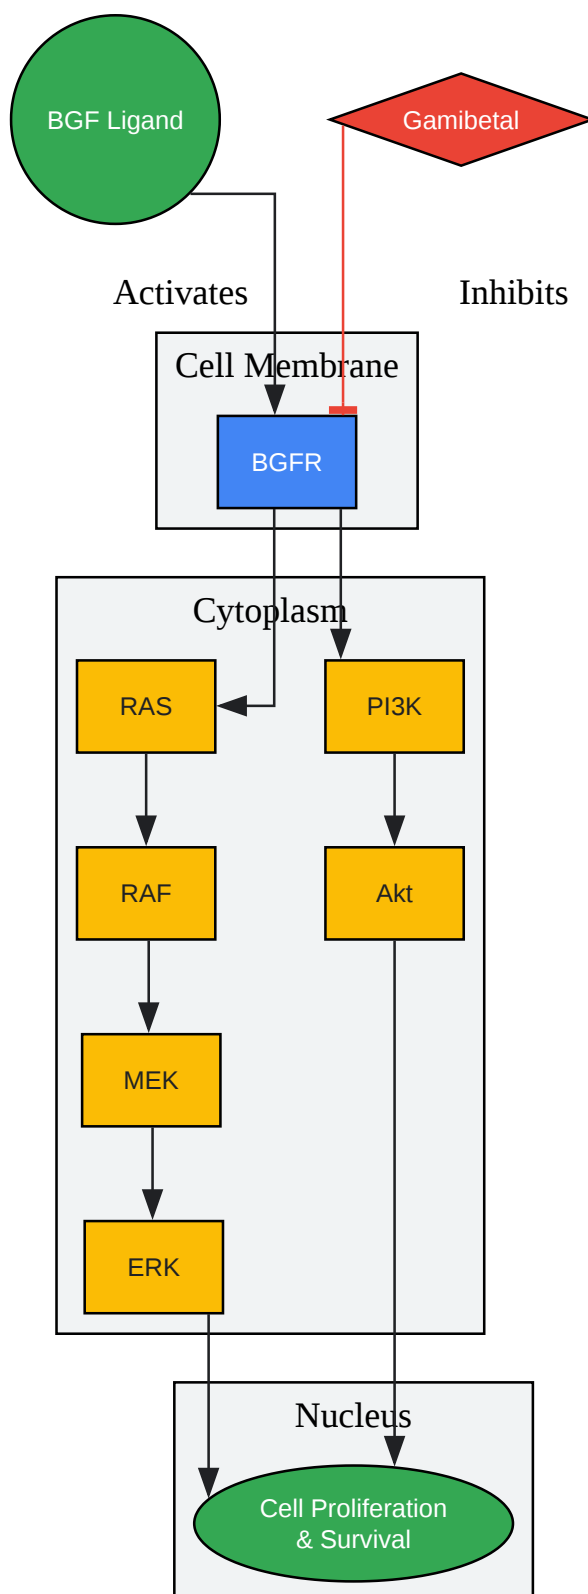 BGF Ligand
Gamibetal
Activates
Inhibits
Cell Membrane
BGFR
Cytoplasm
RAS
PI3K
RAF
Akt
MEK
ERK
Nucleus
Cell Proliferation
& Survival